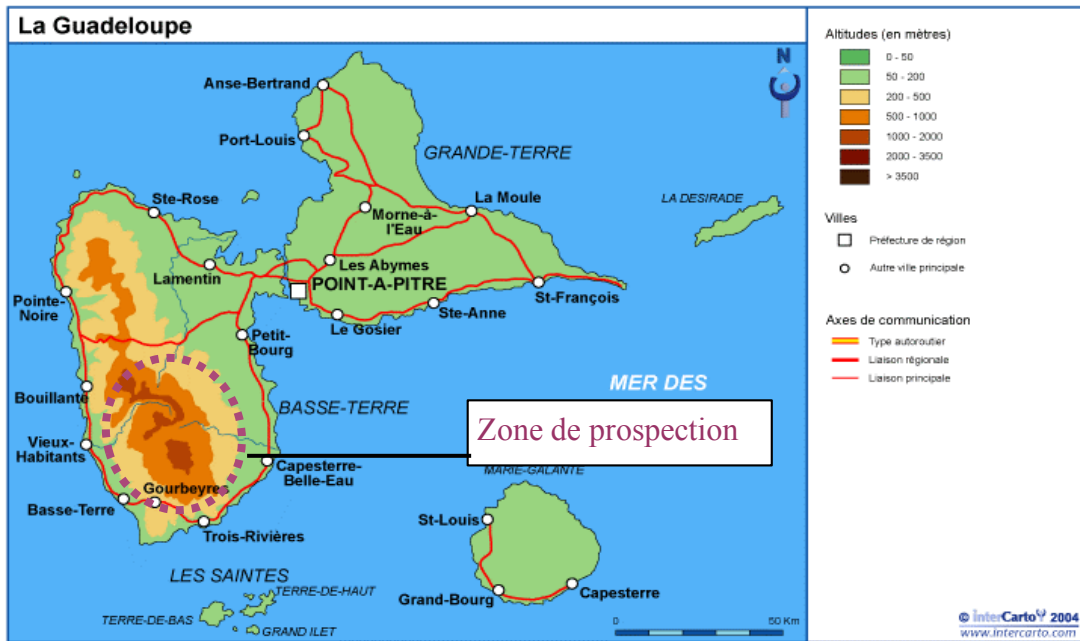 La Guadeloupe
N
Anse-Bertrand
Port-Louis
GRANDE-TERRE
Ste-Rose
La Moule
LA DESIRADE
Morne-à-
l'Eau
Lamentin
Les Abymes
POINT-A-PITRE
St-François
Pointe-
Noire
Ste-Anne
Le Gosier
Petit-
Bourg
Bouillante
BASSE-TERRE
MER DES
Zone de prospection
Vieux-
Habitants
Capesterre-
Belle-Eau
MARIE-GALANTE
Gourbeyres
Basse-Terre
Trois-Rivières
St-Louis
LES SAINTES
TERRE-DE-HAUT
Grand-Bourg
Capesterre
TERRE-DE-BAS
GRAND ILET
0
50 Km
Altitudes (en mètres)
0 - 50
50 - 200
200 - 500
500 - 1000
1000 - 2000
2000 - 3500
> 3500
Villes
Préfecture de région
Autre ville principale
Axes de communication
Type autoroutier
Liaison régionale
Liaison principale
© interCarto 2004
www.intercarto.com